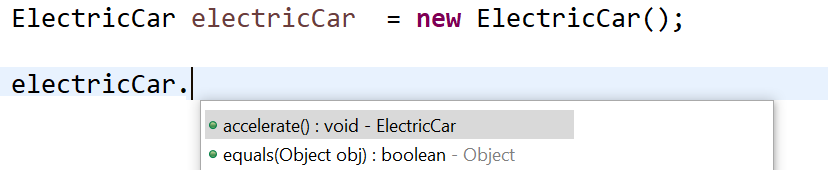 ElectricCar electricCar = new ElectricCar();
electricCar.
accelerate() : void - ElectricCar
equals(Object obj) : boolean - Object